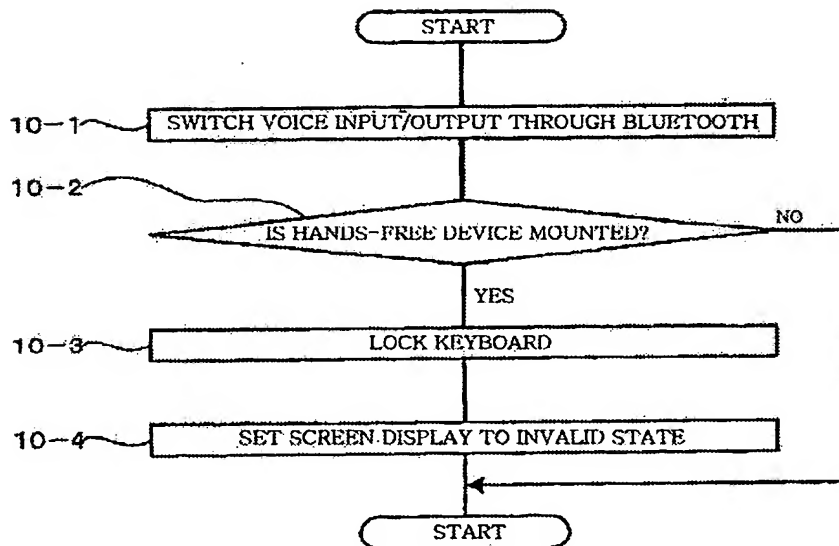 START
10-1
SWITCH VOICE INPUT/OUTPUT THROUGH BLUETOOTH
10-2
IS HANDS-FREE DEVICE MOUNTED?
NO
YES
10-3
LOCK KEYBOARD
10-4
SET SCREEN DISPLAY TO INVALID STATE
START